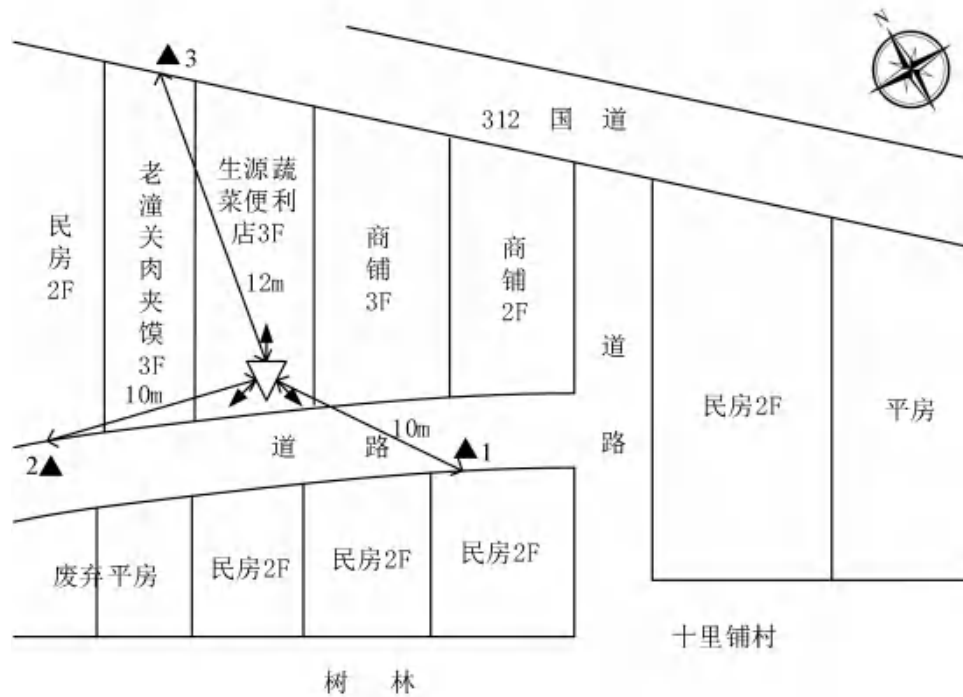 N
3
312 国 道
生源蔬
菜便利
店3F
老潼关肉夹馍
3F
民房
2F
商铺
3F
商铺
2F
12m
10m
道 路
10m
1
2
道
路
民房2F
平房
废弃平房
民房2F
民房2F
民房2F
十里铺村
树 林